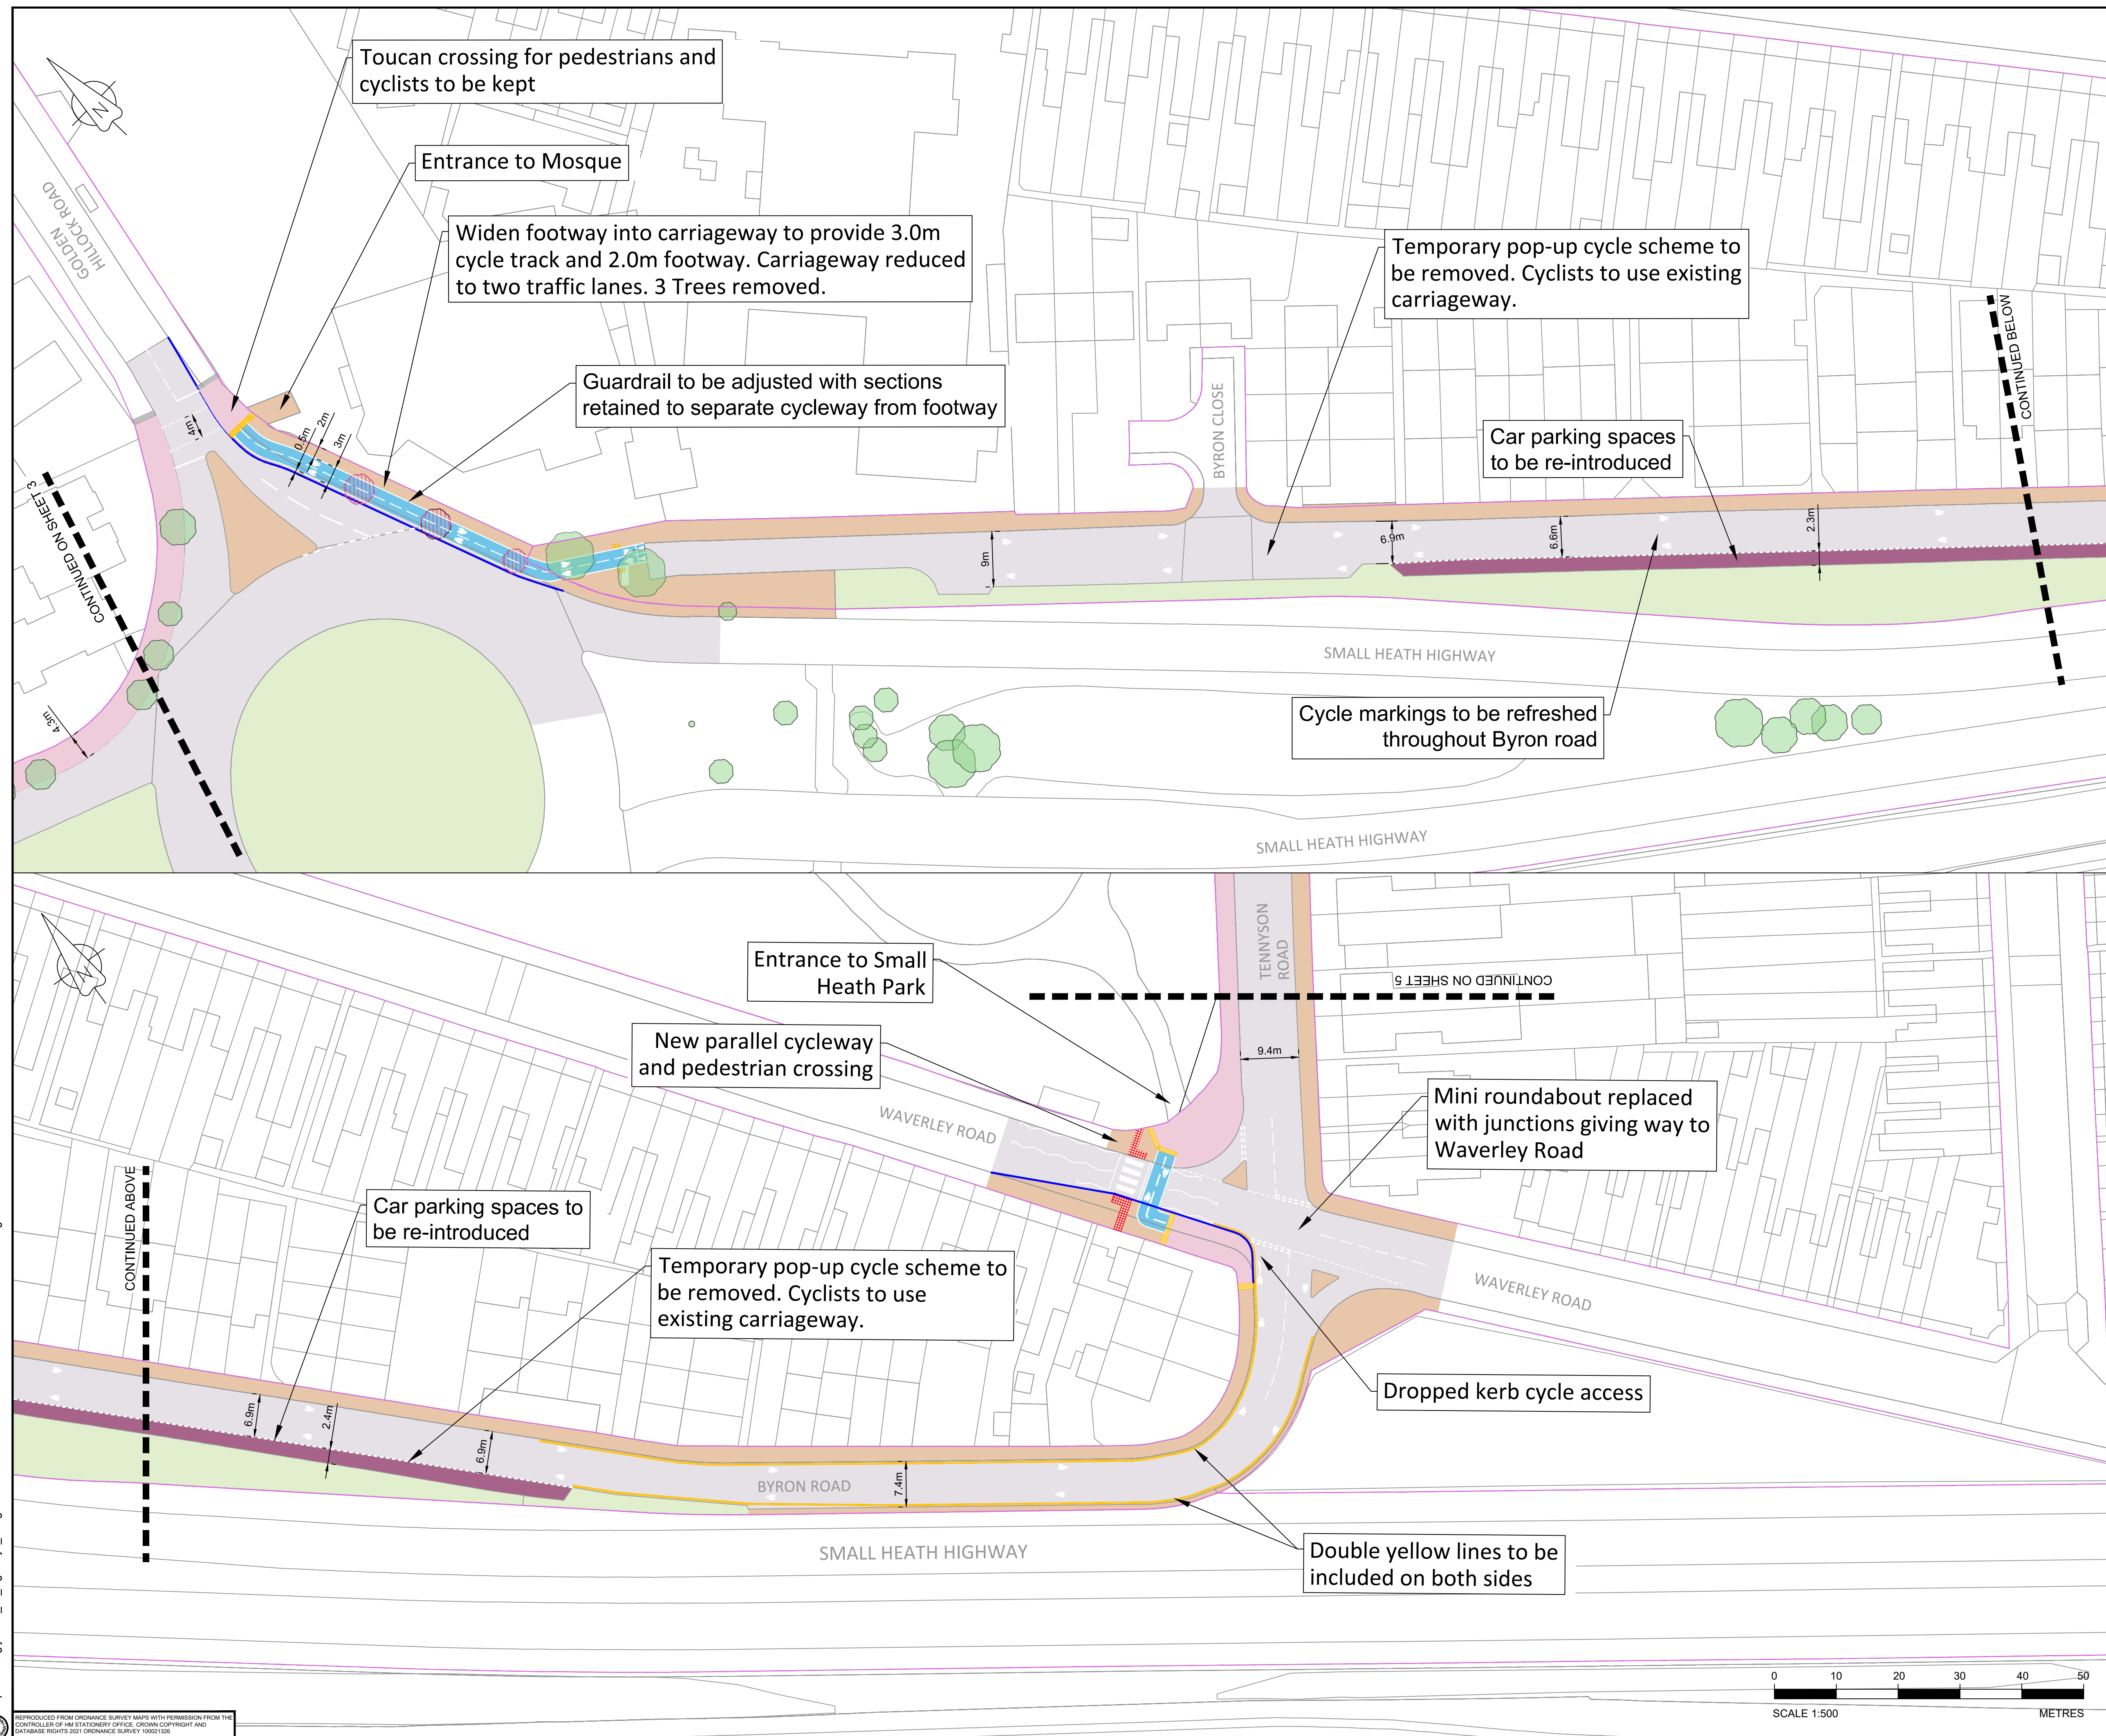 Toucan crossing for pedestrians and
cyclists to be kept
Entrance to Mosque
Widen footway into carriageway to provide 3.0m
cycle track and 2.0m footway. Carriageway reduced
to two traffic lanes. 3 Trees removed.
Guardrail to be adjusted with sections
retained to separate cycleway from footway
Temporary pop-up cycle scheme to
be removed. Cyclists to use existing
carriageway.
Car parking spaces
to be re-introduced
Cycle markings to be refreshed
throughout Byron road
N
GOLDEN
HILLOCK ROAD
CONTINUED ON SHEET 3
4m
0.5m
2m
3m
4.3m
9m
BYRON CLOSE
6.9m
6.6m
2.3m
CONTINUED BELOW
SMALL HEATH HIGHWAY
SMALL HEATH HIGHWAY
N
Entrance to Small
Heath Park
New parallel cycleway
and pedestrian crossing
TENNYSON
ROAD
CONTINUED ON SHEET 5
9.4m
WAVERLEY ROAD
Mini roundabout replaced
with junctions giving way to
Waverley Road
CONTINUED ABOVE
Car parking spaces to
be re-introduced
Temporary pop-up cycle scheme to
be removed. Cyclists to use
existing carriageway.
WAVERLEY ROAD
Dropped kerb cycle access
6.9m
2.4m
6.9m
BYRON ROAD
7.4m
SMALL HEATH HIGHWAY
Double yellow lines to be
included on both sides
0 10 20 30 40 50
SCALE 1:500 METRES
REPRODUCED FROM ORDNANCE SURVEY MAPS WITH PERMISSION FROM THE
CONTROLLER OF HM STATIONERY OFFICE. CROWN COPYRIGHT AND
DATABASE RIGHTS 2021 ORDNANCE SURVEY 100021326